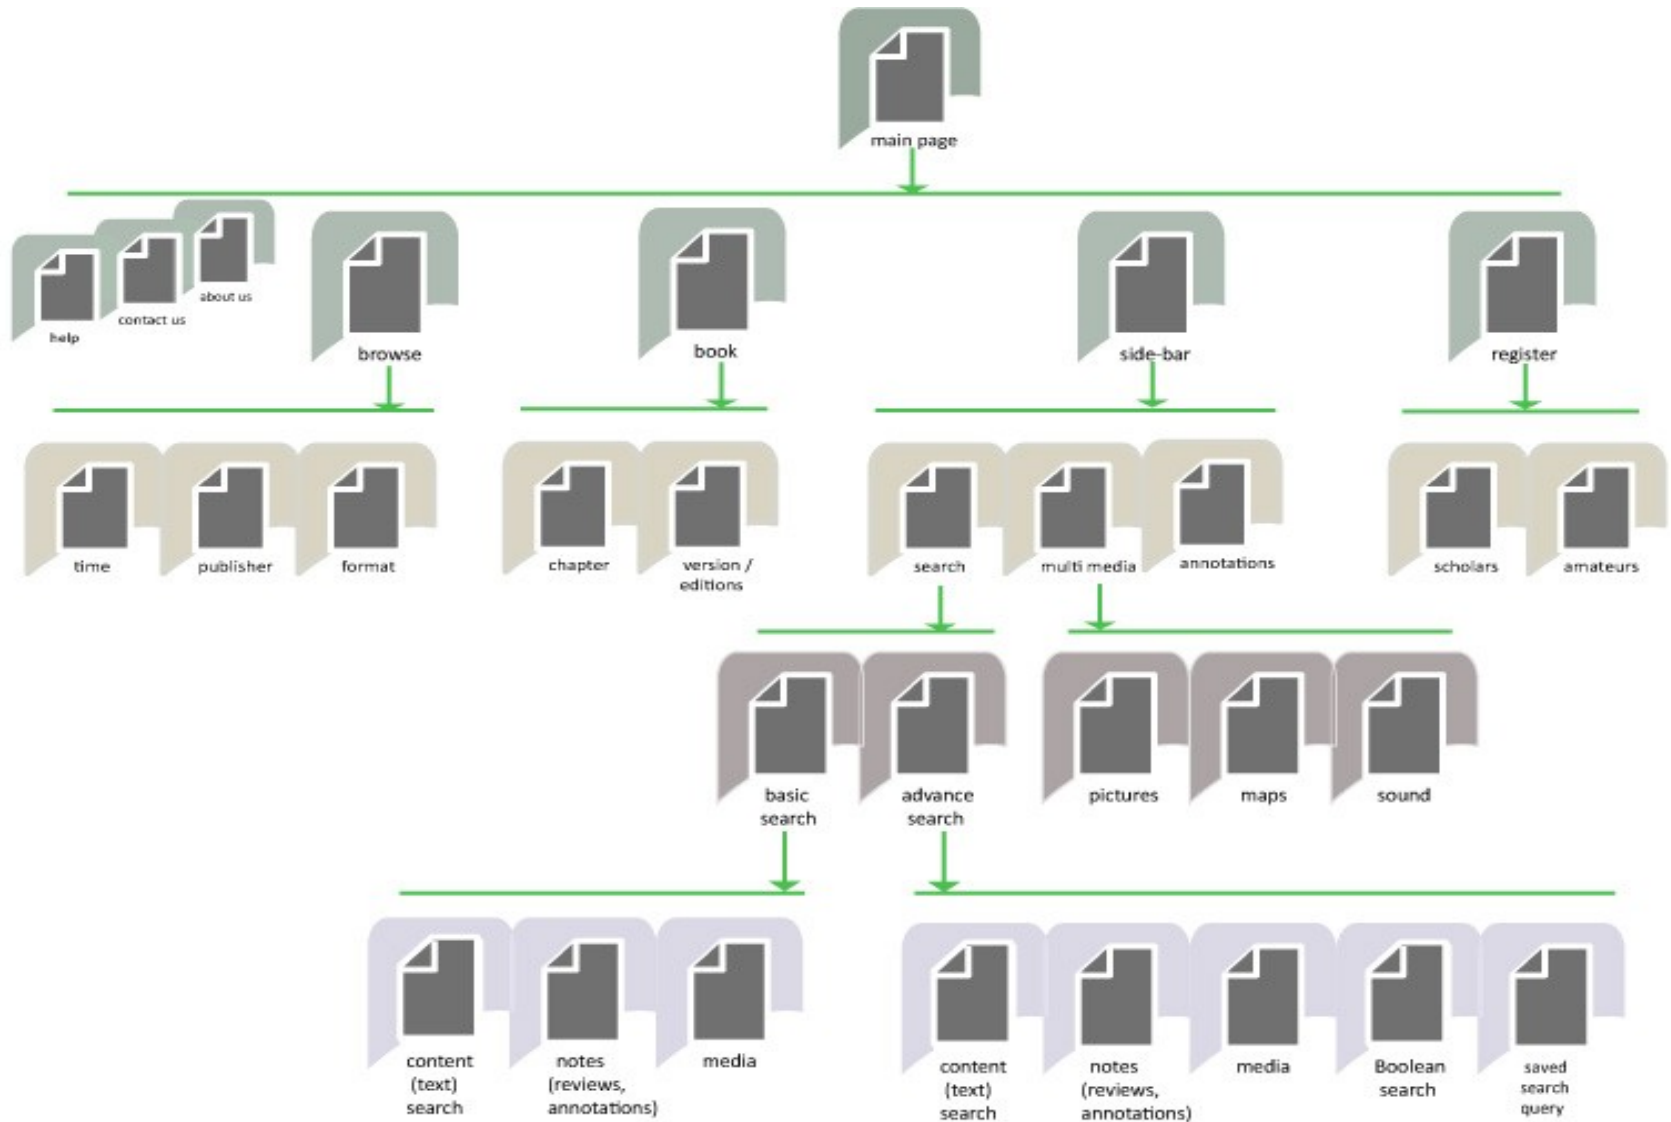 main page
help
contact us
about us
browse
book
side-bar
register
time
publisher
format
chapter
version /
editions
search
multi media
annotations
scholars
amateurs
basic
search
advance
search
pictures
maps
sound
content
(text)
search
notes
(reviews,
annotations)
media
content
(text)
search
notes
(reviews,
annotations)
media
Boolean
search
saved
search
query